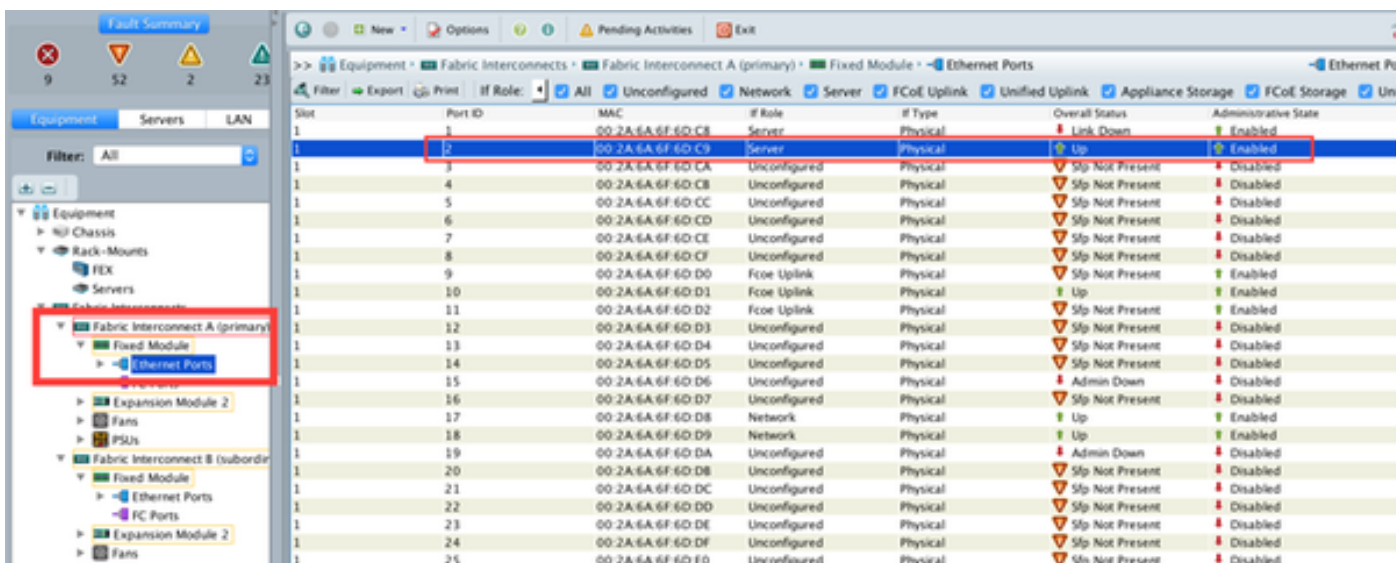 Fault Summary
9 52 2 23
Equipment Servers LAN
Filter: All
Equipment
Chassis
Rack-Mounts
FEX
Servers
Fabric Interconnects
Fabric Interconnect A (primary)
Fixed Module
Ethernet Ports
FC Ports
Expansion Module 2
Fans
PSUs
Fabric Interconnect B (subordin
Fixed Module
Ethernet Ports
FC Ports
Expansion Module 2
Fans
New Options Pending Activities Exit
>> Equipment Fabric Interconnects Fabric Interconnect A (primary) Fixed Module Ethernet Ports Ethernet Po
Filter Export Print If Role: All Unconfigured Network Server FCoE Uplink Unified Uplink Appliance Storage FCoE Storage Un
Slot Port ID MAC If Role If Type Overall Status Administrative State
1 1 00:2A:6A:6F:6D:C8 Server Physical Link Down Enabled
1 2 00:2A:6A:6F:6D:C9 Server Physical Up Enabled
1 3 00:2A:6A:6F:6D:CA Unconfigured Physical Sfp Not Present Disabled
1 4 00:2A:6A:6F:6D:CB Unconfigured Physical Sfp Not Present Disabled
1 5 00:2A:6A:6F:6D:CC Unconfigured Physical Sfp Not Present Disabled
1 6 00:2A:6A:6F:6D:CD Unconfigured Physical Sfp Not Present Disabled
1 7 00:2A:6A:6F:6D:CE Unconfigured Physical Sfp Not Present Disabled
1 8 00:2A:6A:6F:6D:CF Unconfigured Physical Sfp Not Present Disabled
1 9 00:2A:6A:6F:6D:D0 Fcoe Uplink Physical Sfp Not Present Enabled
1 10 00:2A:6A:6F:6D:D1 Fcoe Uplink Physical Up Enabled
1 11 00:2A:6A:6F:6D:D2 Fcoe Uplink Physical Sfp Not Present Enabled
1 12 00:2A:6A:6F:6D:D3 Unconfigured Physical Sfp Not Present Disabled
1 13 00:2A:6A:6F:6D:D4 Unconfigured Physical Sfp Not Present Disabled
1 14 00:2A:6A:6F:6D:D5 Unconfigured Physical Sfp Not Present Disabled
1 15 00:2A:6A:6F:6D:D6 Unconfigured Physical Admin Down Disabled
1 16 00:2A:6A:6F:6D:D7 Unconfigured Physical Sfp Not Present Disabled
1 17 00:2A:6A:6F:6D:D8 Network Physical Up Enabled
1 18 00:2A:6A:6F:6D:D9 Network Physical Up Enabled
1 19 00:2A:6A:6F:6D:DA Unconfigured Physical Admin Down Disabled
1 20 00:2A:6A:6F:6D:DB Unconfigured Physical Sfp Not Present Disabled
1 21 00:2A:6A:6F:6D:DC Unconfigured Physical Sfp Not Present Disabled
1 22 00:2A:6A:6F:6D:DD Unconfigured Physical Sfp Not Present Disabled
1 23 00:2A:6A:6F:6D:DE Unconfigured Physical Sfp Not Present Disabled
1 24 00:2A:6A:6F:6D:DF Unconfigured Physical Sfp Not Present Disabled
1 25 00:2A:6A:6F:6D:E0 Unconfigured Physical Sfp Not Present Disabled